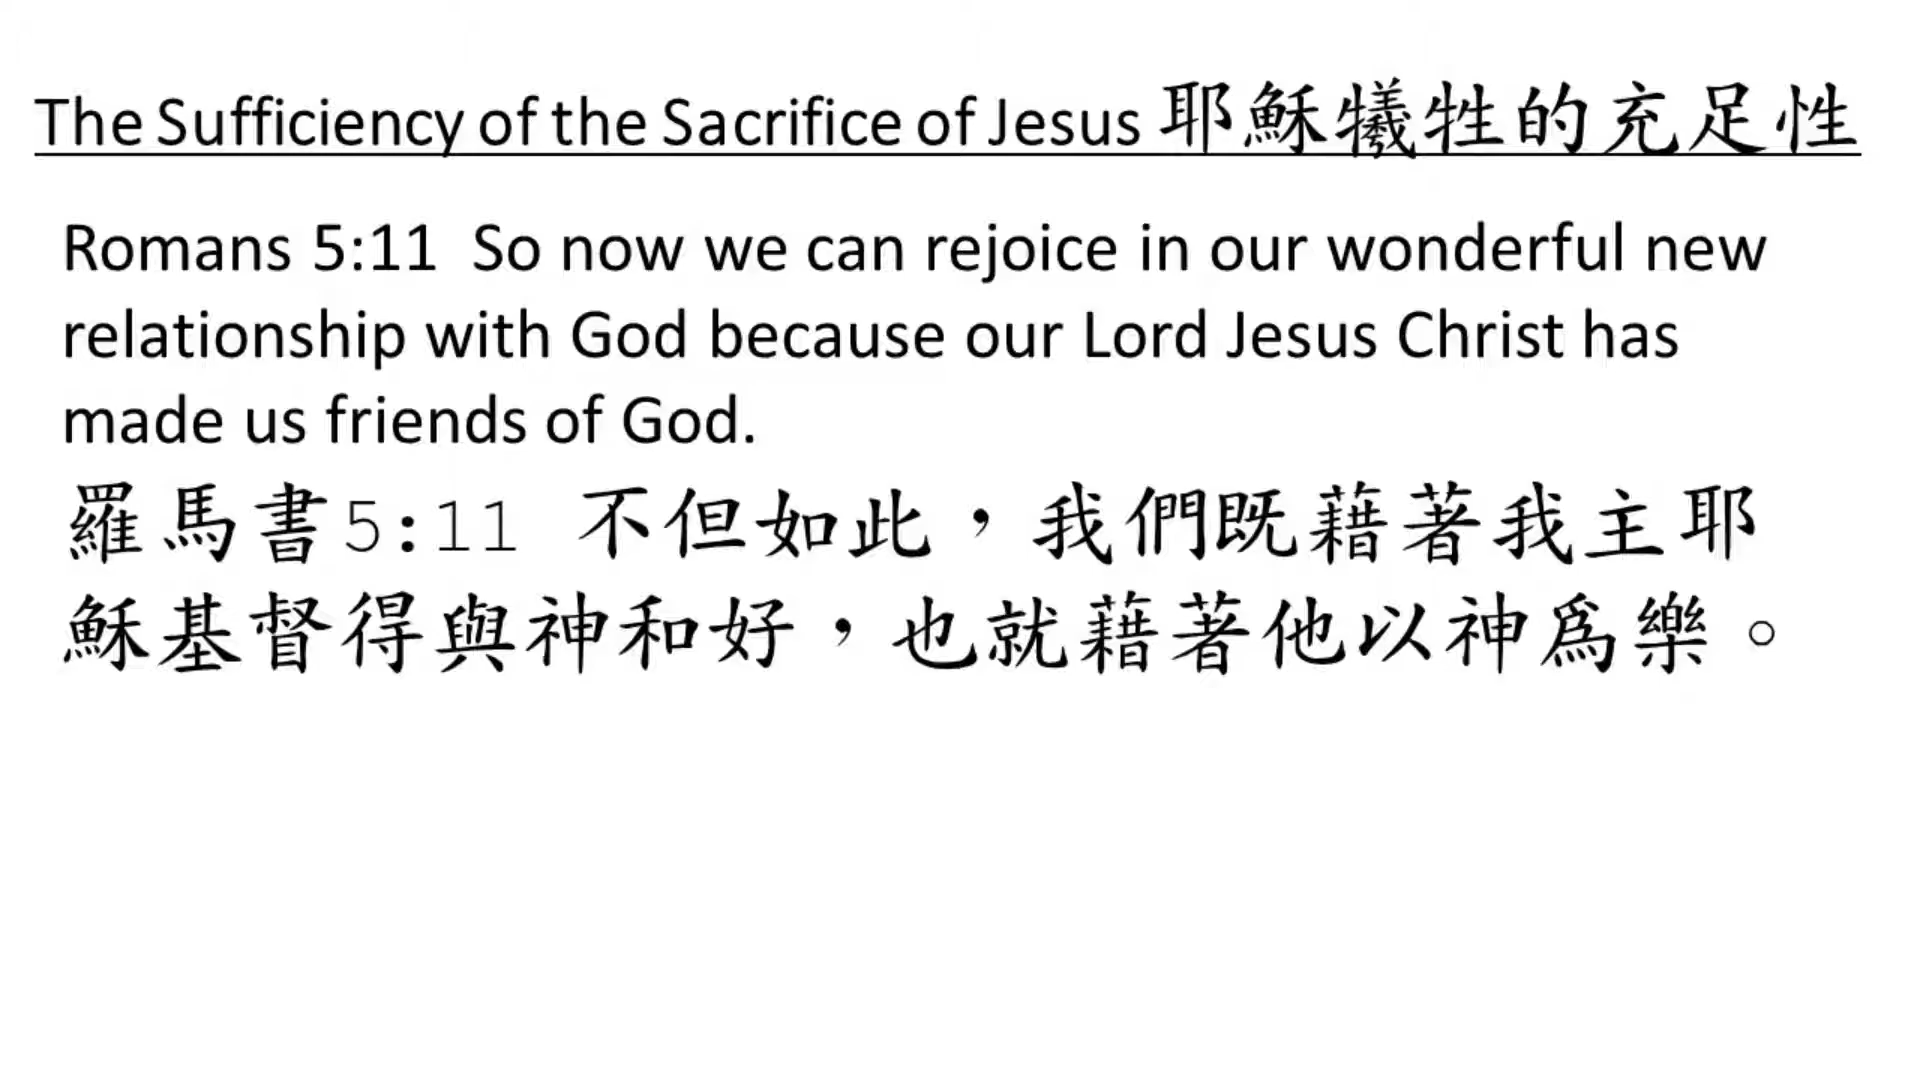 The Sufficiency of the Sacrifice of Jesus 耶穌犧牲的充足性
Romans 5:11  So now we can rejoice in our wonderful new
relationship with God because our Lord Jesus Christ has
made us friends of God.
羅馬書5:11 不但如此，我們既藉著我主耶
穌基督得與神和好，也就藉著他以神爲樂。